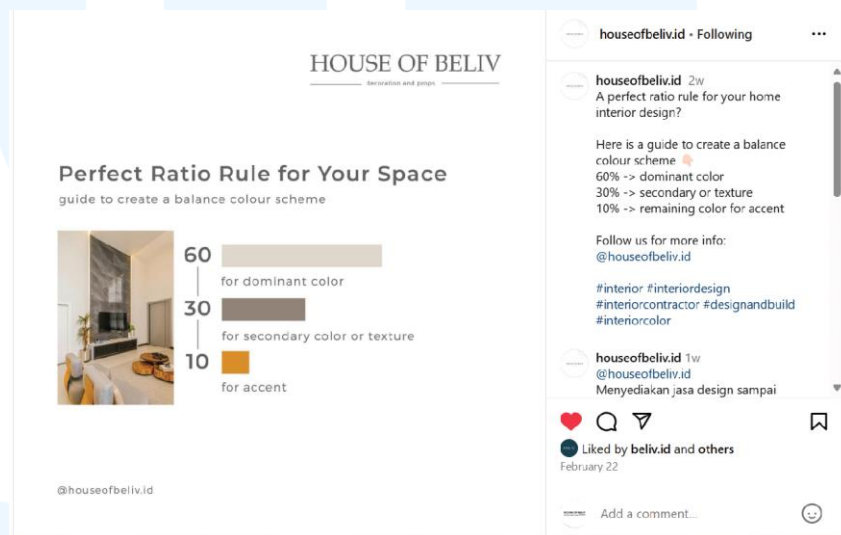 HOUSE OF BELIV
decoration and props
Perfect Ratio Rule for Your Space
guide to create a balance colour scheme
60
for dominant color
30
for secondary color or texture
10
for accent
@houseofbeliv.id
houseofbeliv.id • Following
houseofbeliv.id 2w
A perfect ratio rule for your home
interior design?
Here is a guide to create a balance
colour scheme 👇🏻
60% -> dominant color
30% -> secondary or texture
10% -> remaining color for accent
Follow us for more info:
@houseofbeliv.id
#interior #interiordesign
#interiorcontractor #designandbuild
#interiorcolor
houseofbeliv.id 1w
@houseofbeliv.id
Menyediakan jasa design sampai
Liked by beliv.id and others
February 22
Add a comment...